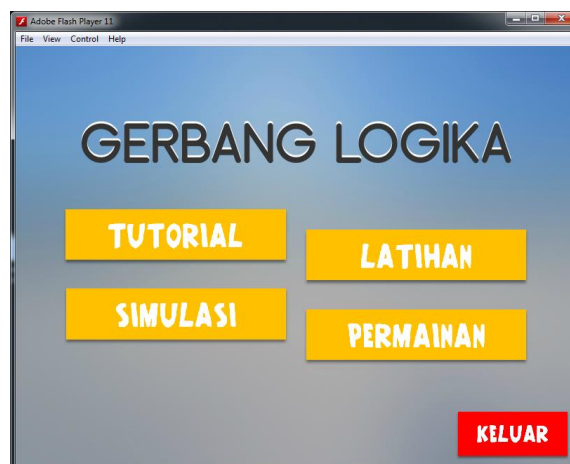 Adobe Flash Player 11
File View Control Help
GERBANG LOGIKA
TUTORIAL
LATIHAN
SIMULASI
PERMAINAN
KELUAR